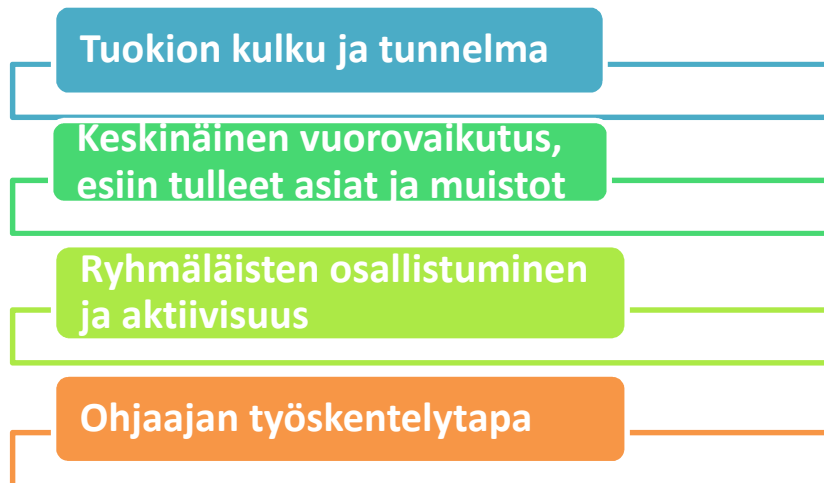 Tuokion kulku ja tunnelma
Keskinäinen vuorovaikutus,
esiin tulleet asiat ja muistot
Ryhmäläisten osallistuminen
ja aktiivisuus
Ohjaajan työskentelytapa